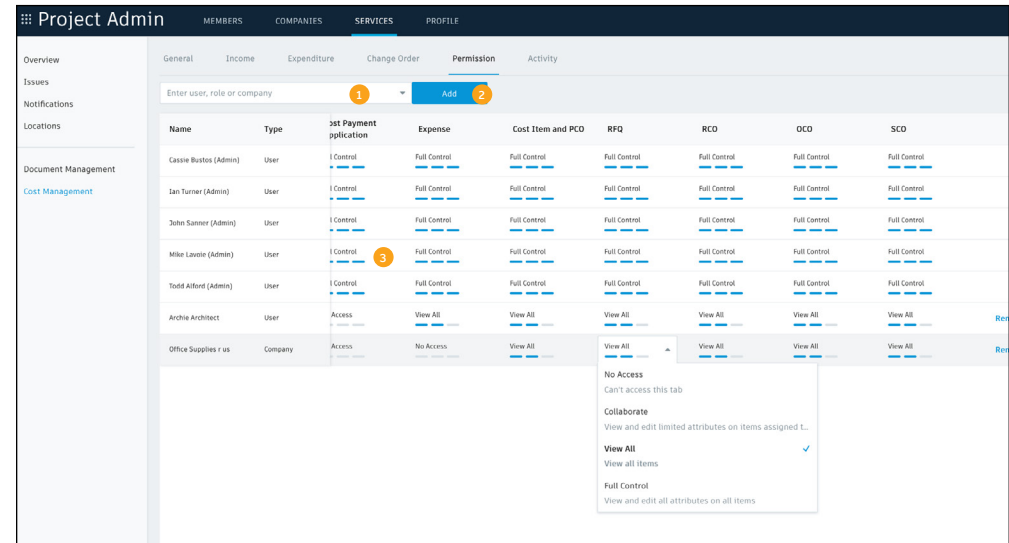 Project Admin MEMBERS COMPANIES SERVICES PROFILE
Overview
Issues
Notifications
Locations
Document Management
Cost Management
General Income Expenditure Change Order Permission Activity
Enter user, role or company 1 Add 2
Name Type ost Payment pplication Expense Cost Item and PCO RFQ RCO OCO SCO
Cassie Bustos (Admin) User l Control Full Control Full Control Full Control Full Control Full Control Full Control
Ian Turner (Admin) User l Control Full Control Full Control Full Control Full Control Full Control Full Control
John Sanner (Admin) User l Control Full Control Full Control Full Control Full Control Full Control Full Control
Mike Lavoie (Admin) User l Control 3 Full Control Full Control Full Control Full Control Full Control Full Control
Todd Alford (Admin) User l Control Full Control Full Control Full Control Full Control Full Control Full Control
Archie Architect User Access View All View All View All View All View All View All Ren
Office Supplies r us Company Access No Access View All View All View All View All View All Ren
No Access
Can't access this tab
Collaborate
View and edit limited attributes on items assigned t...
View All
View all items
Full Control
View and edit all attributes on all items